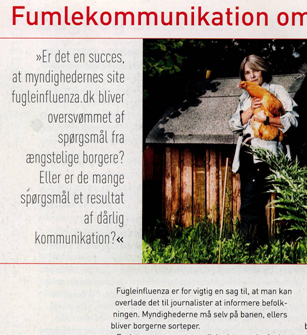 Fumlekommunikation om
»Er det en succes,
at myndighedernes site
fugleinfluenza.dk bliver
oversvømmet af
spørgsmål fra
ængstelige borgere?
Eller er de mange
spørgsmål et resultat
af dårlig
kommunikation?«
Fugleinfluenza er for vigtig en sag til, at man kan
overlade det til journalister at informere befolk-
ningen. Myndighederne må selv på banen, ellers
bliver borgerne sorteper.